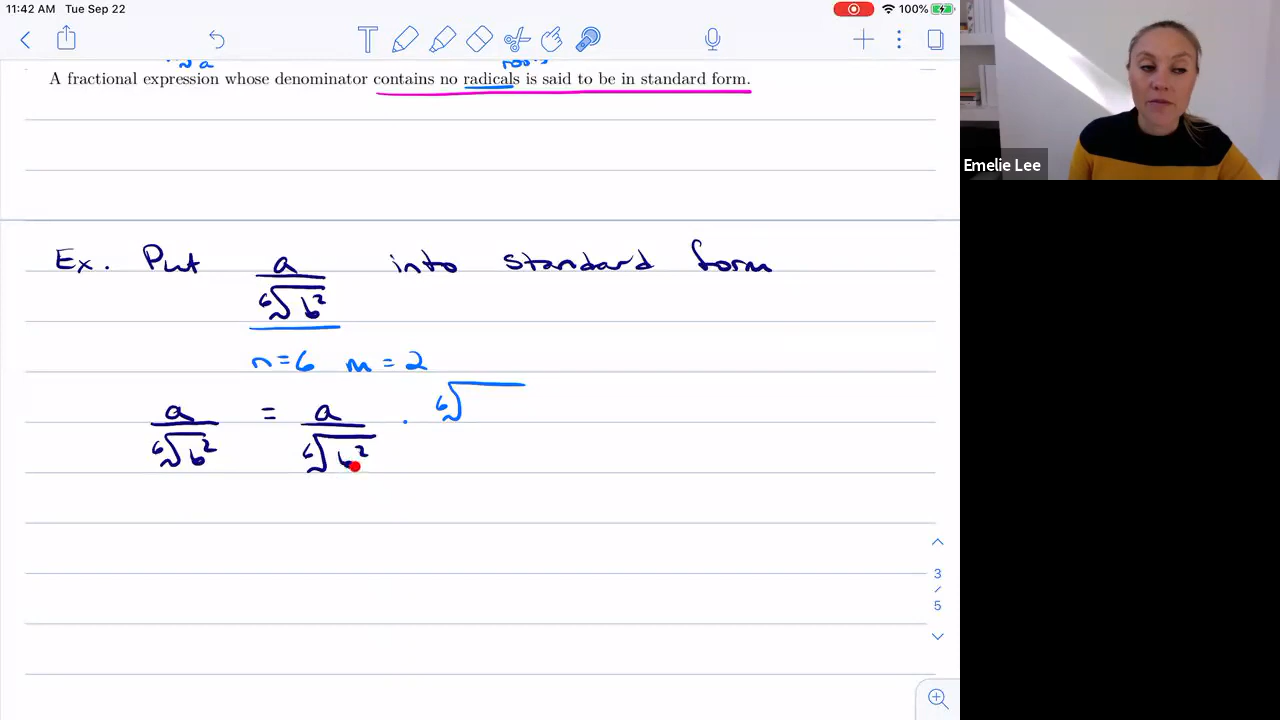 11:42 AM Tue Sep 22
100%
A fractional expression whose denominator contains no radicals is said to be in standard form.
Emelie Lee
Ex. Put a/⁶√b² into standard form
n=6 m=2
a/⁶√b² = a/⁶√b² · ⁶√
3
/
5